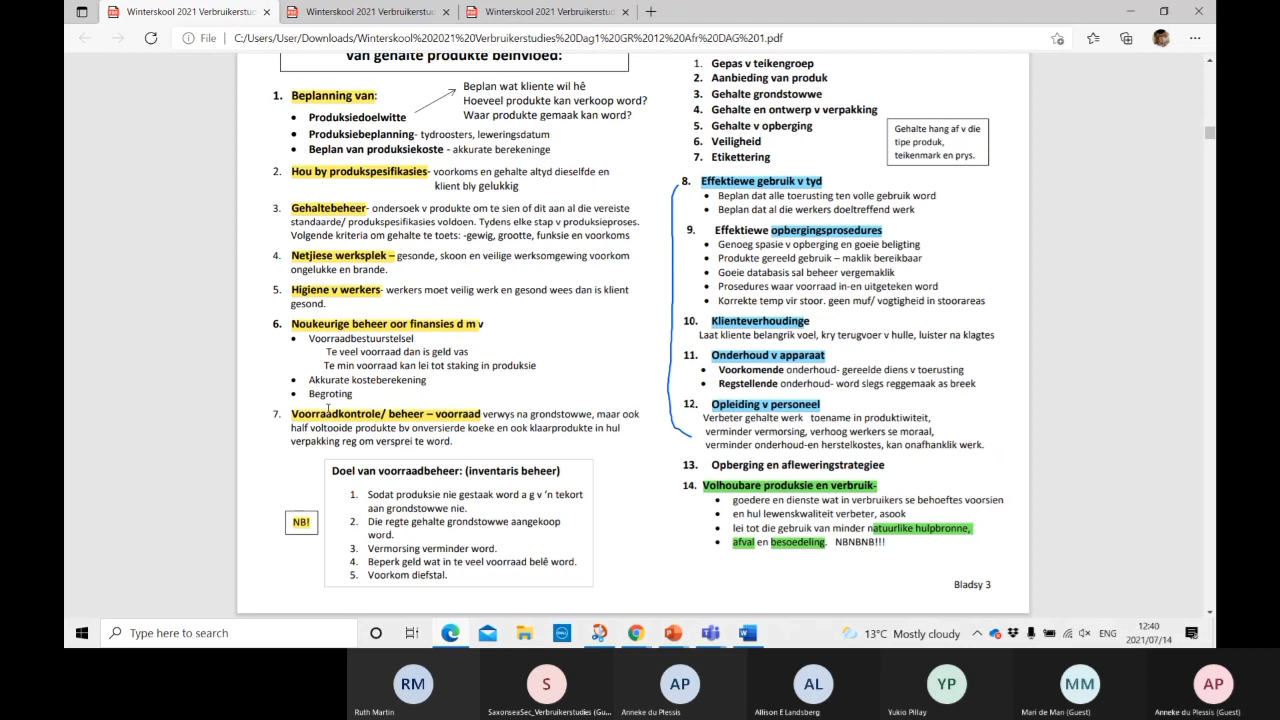 Winterskool 2021 Verbruikerstud
Winterskool 2021 Verbruikerstud
Winterskool 2021 Verbruikerstud
File
C:/Users/User/Downloads/Winterskool%202021%20Verbruikerstudies%20Dag1%20GR%2012%20Afr%20DAG%201.pdf
van gehalte produkte beïnvloed:
1. Beplanning van:
Beplan wat kliente wil hê
Hoeveel produkte kan verkoop word?
Waar produkte gemaak kan word?
• Produksiedoelwitte
• Produksiebeplanning- tydroosters, leweringsdatum
• Beplan van produksiekoste - akkurate berekeninge
2. Hou by produkspesifikasies- voorkoms en gehalte altyd dieselfde en
klient bly gelukkig
3. Gehaltebeheer- ondersoek v produkte om te sien of dit aan al die vereiste
standaarde/ produkspesifikasies voldoen. Tydens elke stap v produksieproses.
Volgende kriteria om gehalte te toets: -gewig, grootte, funksie en voorkoms
4. Netjiese werksplek – gesonde, skoon en veilige werksomgewing voorkom
ongelukke en brande.
5. Higiene v werkers- werkers moet veilig werk en gesond wees dan is klient
gesond.
6. Noukeurige beheer oor finansies d m v
• Voorraadbestuurstelsel
Te veel voorraad dan is geld vas
Te min voorraad kan lei tot staking in produksie
• Akkurate kosteberekening
• Begroting
7. Voorraadkontrole/ beheer – voorraad verwys na grondstowwe, maar ook
half voltooide produkte bv onversierde koeke en ook klaarprodukte in hul
verpakking reg om versprei te word.
Doel van voorraadbeheer: (inventaris beheer)
1. Sodat produksie nie gestaak word a g v 'n tekort
aan grondstowwe nie.
NB!
2. Die regte gehalte grondstowwe aangekoop
word.
3. Vermorsing verminder word.
4. Beperk geld wat in te veel voorraad belê word.
5. Voorkom diefstal.
1. Gepas v teikengroep
2. Aanbieding van produk
3. Gehalte grondstowwe
4. Gehalte en ontwerp v verpakking
5. Gehalte v opberging
6. Veiligheid
7. Etikettering
Gehalte hang af v die
tipe produk,
teikenmark en prys.
8. Effektiewe gebruik v tyd
• Beplan dat alle toerusting ten volle gebruik word
• Beplan dat al die werkers doeltreffend werk
9. Effektiewe opbergingsprosedures
• Genoeg spasie v opberging en goeie beligting
• Produkte gereeld gebruik – maklik bereikbaar
• Goeie databasis sal beheer vergemaklik
• Prosedures waar voorraad in-en uitgeteken word
• Korrekte temp vir stoor. geen muf/ vogtigheid in stoorareas
10. Klienteverhoudinge
Laat kliente belangrik voel, kry terugvoer v hulle, luister na klagtes
11. Onderhoud v apparaat
• Voorkomende onderhoud- gereelde diens v toerusting
• Regstellende onderhoud- word slegs reggemaak as breek
12. Opleiding v personeel
Verbeter gehalte werk toename in produktiwiteit,
verminder vermorsing, verhoog werkers se moraal,
verminder onderhoud-en herstelkostes, kan onafhanklik werk.
13. Opberging en afleweringstrategiee
14. Volhoubare produksie en verbruik-
• goedere en dienste wat in verbruikers se behoeftes voorsien
• en hul lewenskwaliteit verbeter, asook
• lei tot die gebruik van minder natuurlike hulpbronne,
• afval en besoedeling. NBNBNB!!!
Bladsy 3
Type here to search
13°C Mostly cloudy
ENG
12:40
2021/07/14
RM
S
AP
AL
YP
MM
AP
Ruth Martin
SaxonseaSec_Verbruikerstudies (Gu...
Anneke du Plessis
Allison E Landsberg
Yukio Pillay
Mari de Man (Guest)
Anneke du Plessis (Guest)